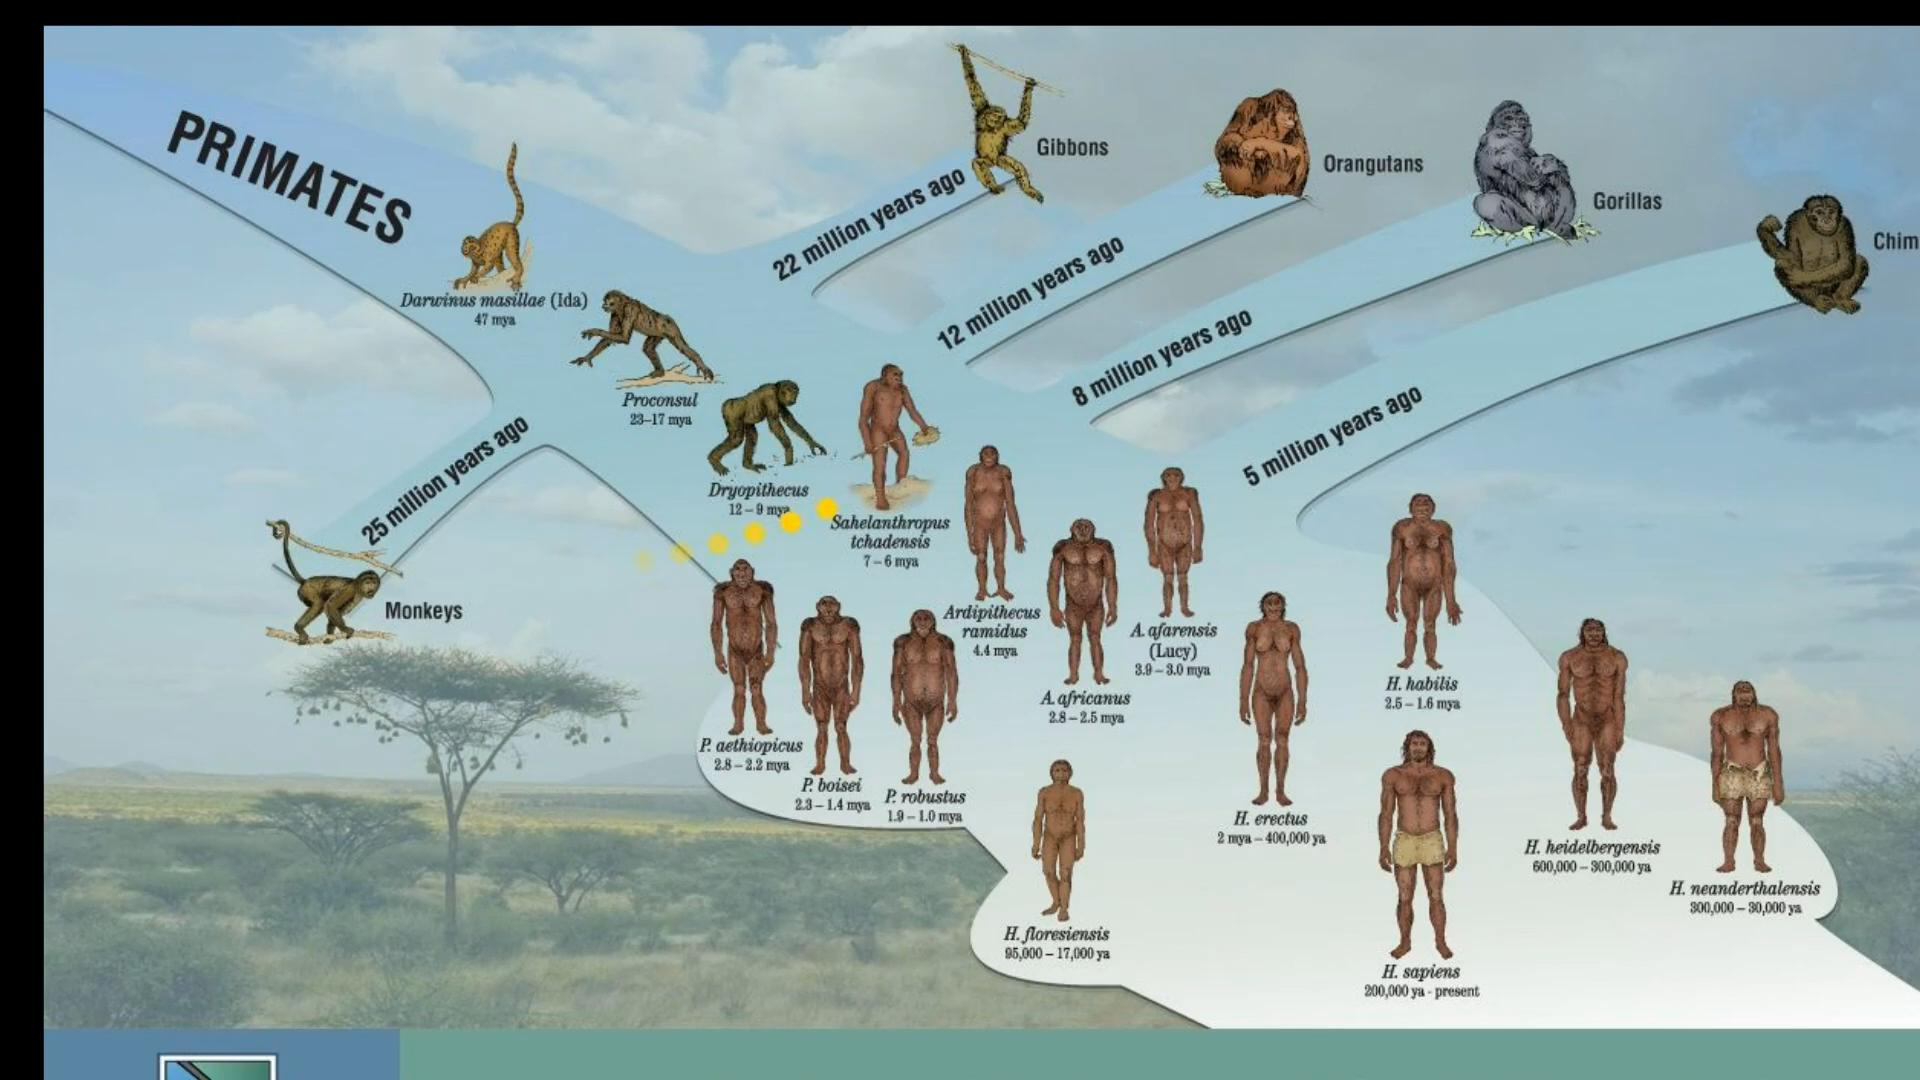 PRIMATES
Gibbons
Orangutans
Gorillas
Chim
22 million years ago
12 million years ago
8 million years ago
5 million years ago
25 million years ago
Darwinus masillae (Ida)
47 mya
Proconsul
23–17 mya
Dryopithecus
12 – 9 mya
Sahelanthropus
tchadensis
7 – 6 mya
Monkeys
Ardipithecus
ramidus
4.4 mya
A. afarensis
(Lucy)
3.9 – 3.0 mya
A. africanus
2.8 – 2.5 mya
H. habilis
2.5 – 1.6 mya
P. aethiopicus
2.8 – 2.2 mya
P. boisei
2.3 – 1.4 mya
P. robustus
1.9 – 1.0 mya
H. erectus
2 mya – 400,000 ya
H. heidelbergensis
600,000 – 300,000 ya
H. neanderthalensis
300,000 – 30,000 ya
H. floresiensis
95,000 – 17,000 ya
H. sapiens
200,000 ya - present